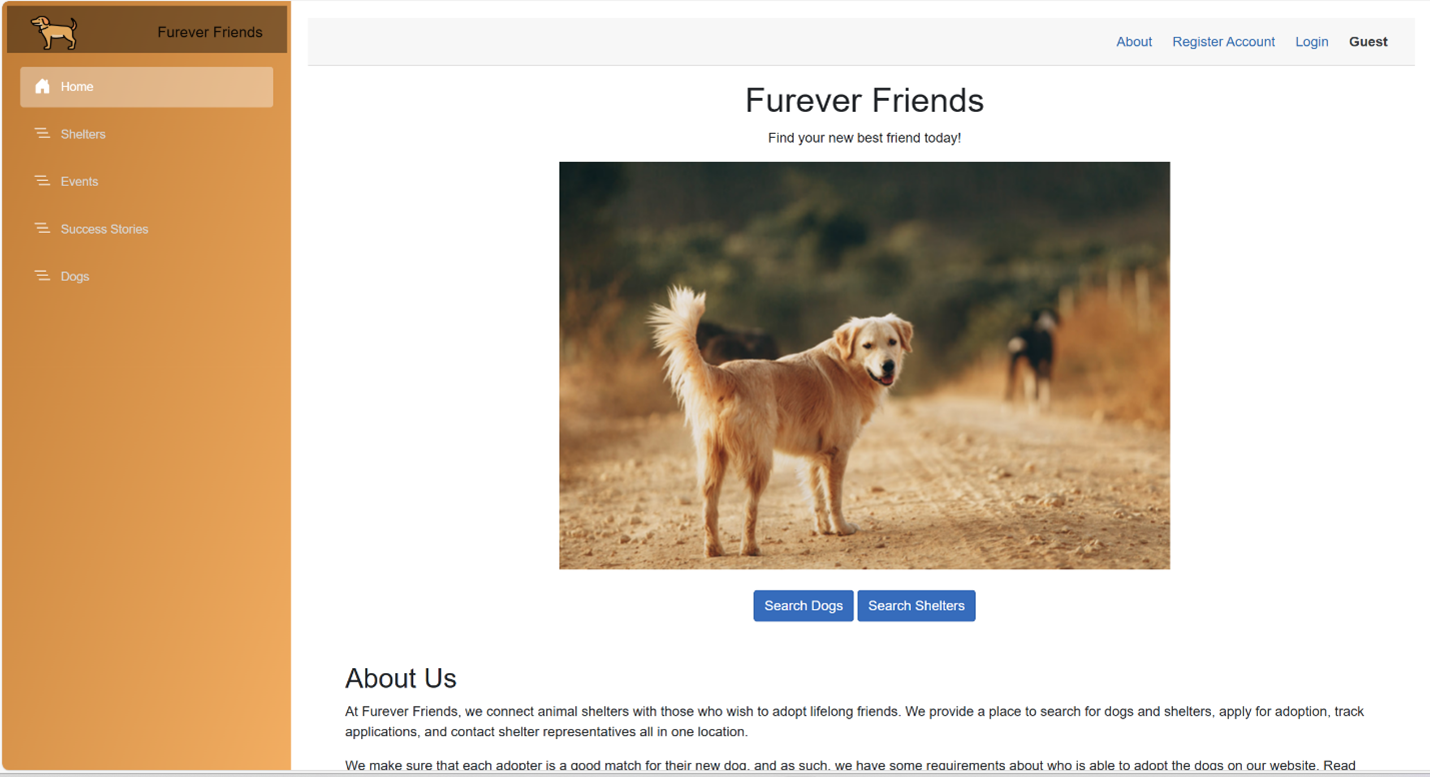 Furever Friends
Home
Shelters
Events
Success Stories
Dogs
About Register Account Login Guest
Furever Friends
Find your new best friend today!
Search Dogs Search Shelters
About Us
At Furever Friends, we connect animal shelters with those who wish to adopt lifelong friends. We provide a place to search for dogs and shelters, apply for adoption, track
applications, and contact shelter representatives all in one location.
We make sure that each adopter is a good match for their new dog, and as such, we have some requirements about who is able to adopt the dogs on our website. Read